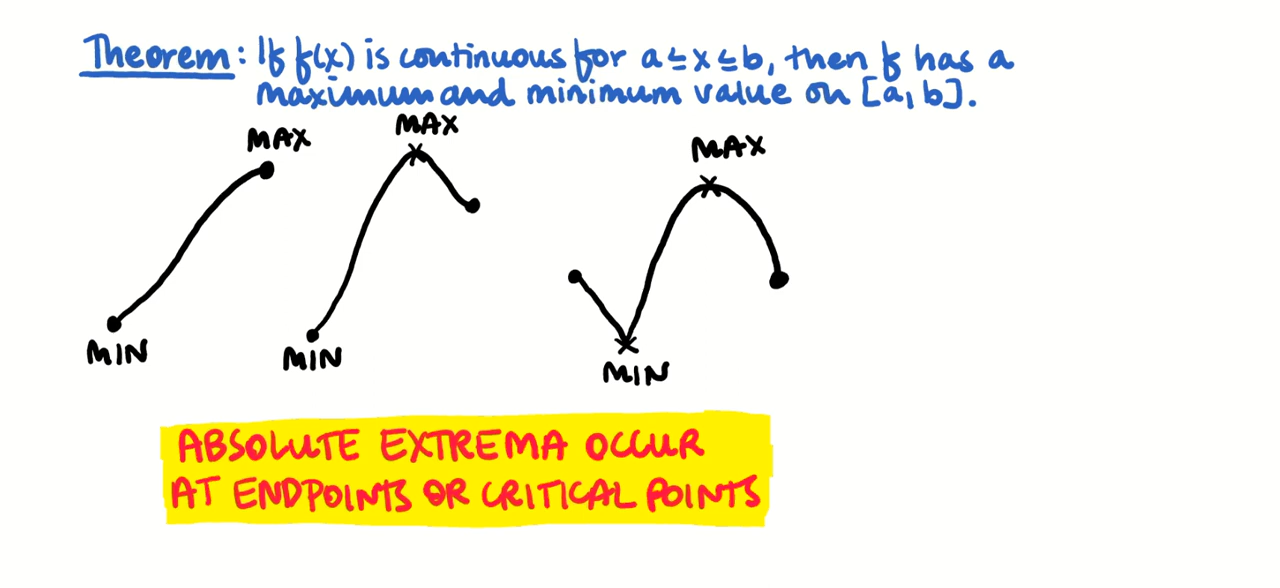 Theorem: If f(x) is continuous for a ≤ x ≤ b, then f has a
maximum and minimum value on [a, b].
MAX
MAX
MAX
MIN
MIN
MIN
ABSOLUTE EXTREMA OCCUR
AT ENDPOINTS OR CRITICAL POINTS